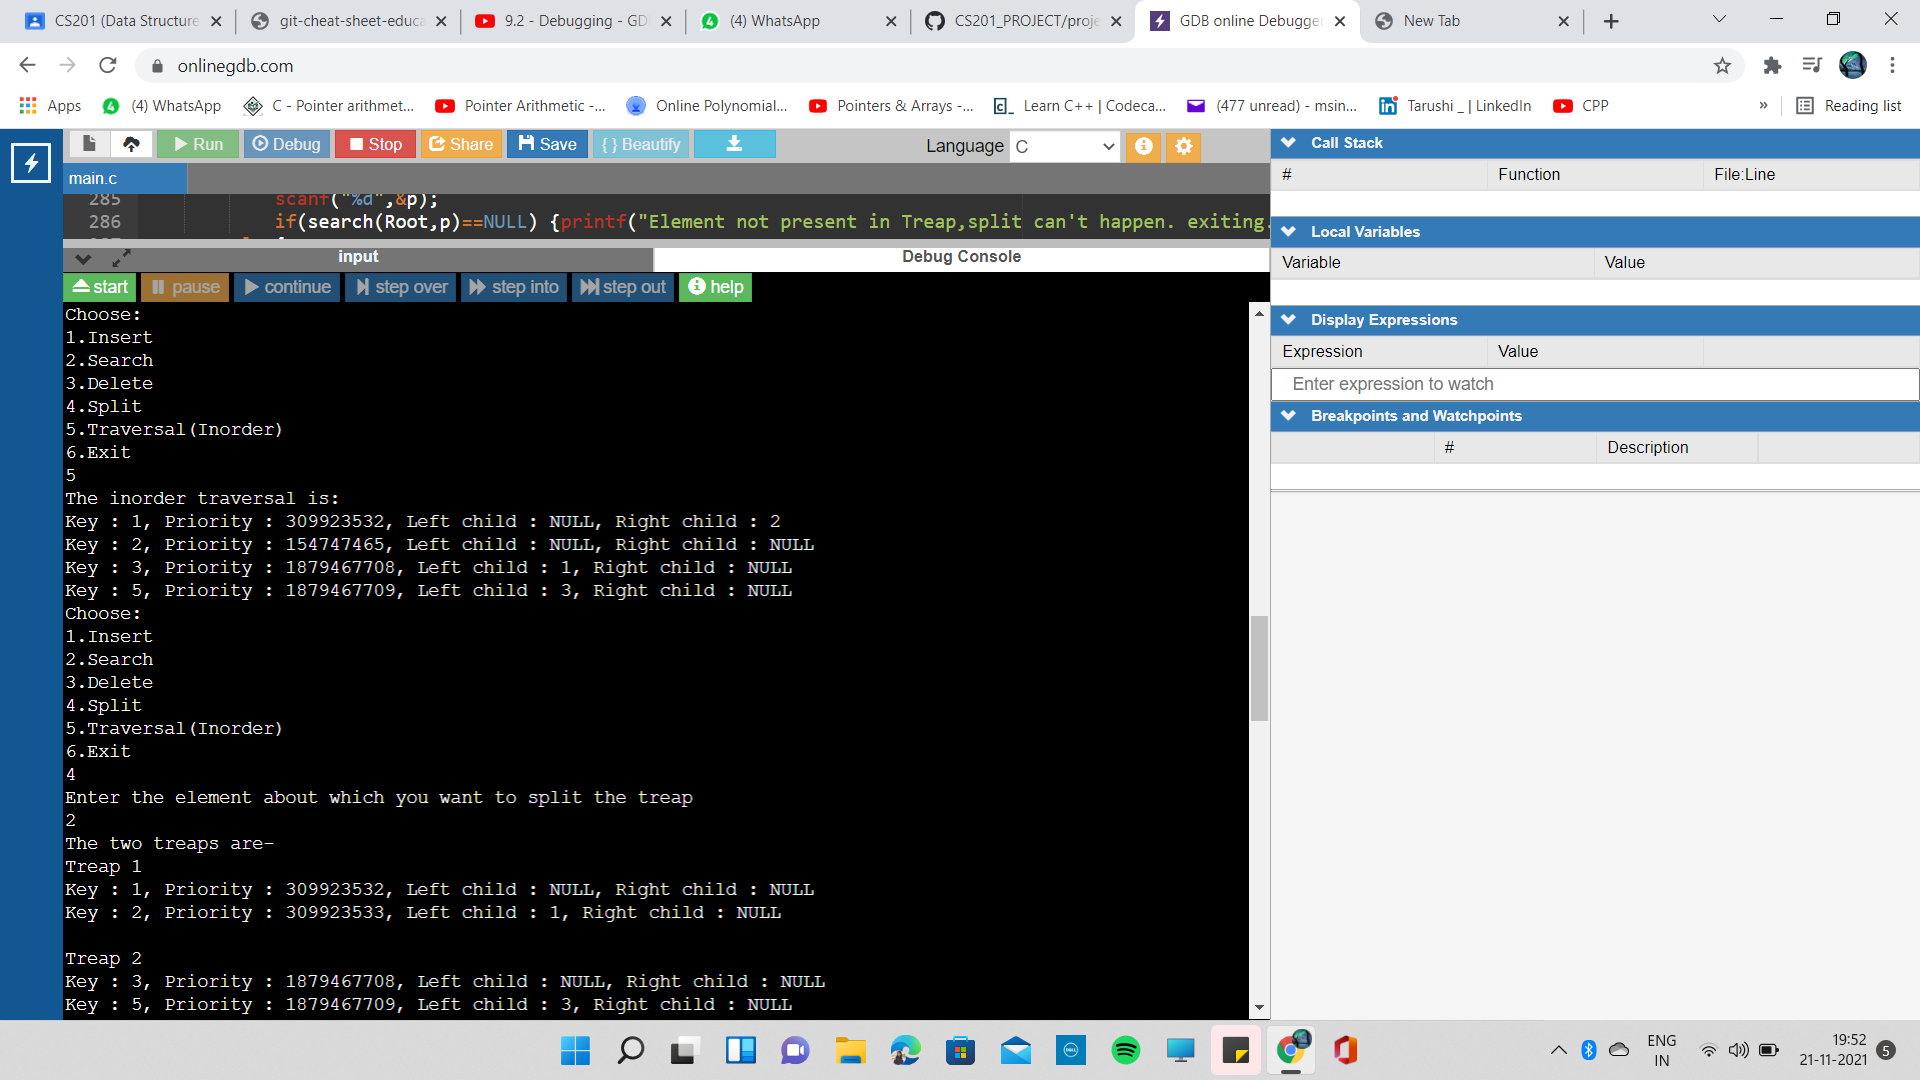 CS201 (Data Structure
git-cheat-sheet-educa
9.2 - Debugging - GD
(4) WhatsApp
CS201_PROJECT/proje
GDB online Debugger
New Tab
onlinegdb.com
Apps
(4) WhatsApp
C - Pointer arithmet...
Pointer Arithmetic -...
Online Polynomial...
Pointers & Arrays -...
Learn C++ | Codeca...
(477 unread) - msin...
Tarushi _ | LinkedIn
CPP
»
Reading list
Run
Debug
Stop
Share
Save
{ } Beautify
Language C
main.c
285 scanf("%d",&p);
286 if(search(Root,p)==NULL) {printf("Element not present in Treap,split can't happen. exiting.
input
Debug Console
start
pause
continue
step over
step into
step out
help
Choose:
1.Insert
2.Search
3.Delete
4.Split
5.Traversal(Inorder)
6.Exit
5
The inorder traversal is:
Key : 1, Priority : 309923532, Left child : NULL, Right child : 2
Key : 2, Priority : 154747465, Left child : NULL, Right child : NULL
Key : 3, Priority : 1879467708, Left child : 1, Right child : NULL
Key : 5, Priority : 1879467709, Left child : 3, Right child : NULL
Choose:
1.Insert
2.Search
3.Delete
4.Split
5.Traversal(Inorder)
6.Exit
4
Enter the element about which you want to split the treap
2
The two treaps are-
Treap 1
Key : 1, Priority : 309923532, Left child : NULL, Right child : NULL
Key : 2, Priority : 309923533, Left child : 1, Right child : NULL
Treap 2
Key : 3, Priority : 1879467708, Left child : NULL, Right child : NULL
Key : 5, Priority : 1879467709, Left child : 3, Right child : NULL
Call Stack
# Function File:Line
Local Variables
Variable Value
Display Expressions
Expression Value
Enter expression to watch
Breakpoints and Watchpoints
# Description
ENG
IN
19:52
21-11-2021
5